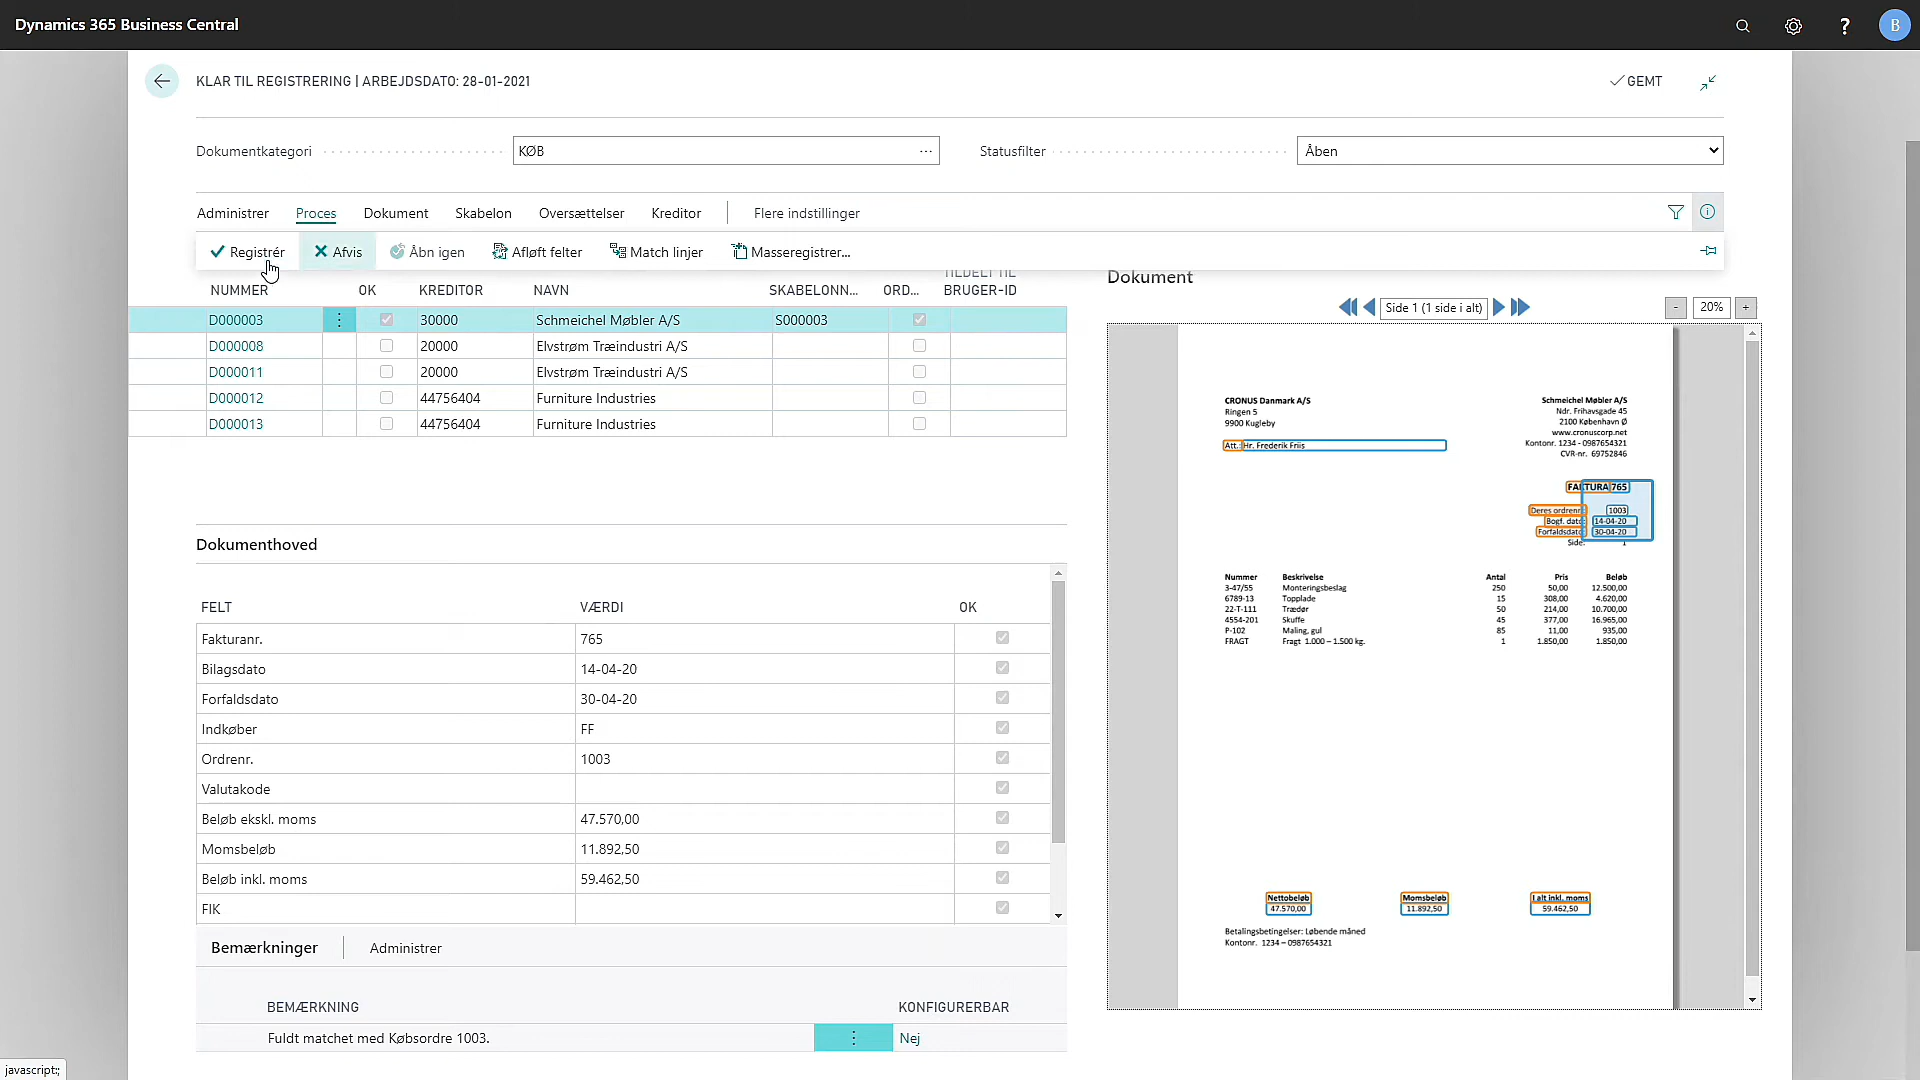 Dynamics 365 Business Central
B
KLAR TIL REGISTRERING | ARBEJDSDATO: 28-01-2021
GEMT
Dokumentkategori
KØB
Statusfilter
Åben
Administrer
Proces
Dokument
Skabelon
Oversættelser
Kreditor
Flere indstillinger
Registrér
Afvis
Åbn igen
Afløft felter
Match linjer
Masseregistrer...
NUMMER OK KREDITOR NAVN SKABELONN... ORD... TILDELT TIL BRUGER-ID
D000003 30000 Schmeichel Møbler A/S S000003
D000008 20000 Elvstrøm Træindustri A/S
D000011 20000 Elvstrøm Træindustri A/S
D000012 44756404 Furniture Industries
D000013 44756404 Furniture Industries
Dokumenthoved
FELT VÆRDI OK
Fakturanr. 765
Bilagsdato 14-04-20
Forfaldsdato 30-04-20
Indkøber FF
Ordrenr. 1003
Valutakode
Beløb ekskl. moms 47.570,00
Momsbeløb 11.892,50
Beløb inkl. moms 59.462,50
FIK
Bemærkninger
Administrer
BEMÆRKNING KONFIGURERBAR
Fuldt matchet med Købsordre 1003. Nej
Dokument
Side 1 (1 side i alt)
- 20% +
CRONUS Danmark A/S
Ringen 5
9900 Kugleby
Att.: Hr. Frederik Friis
Schmeichel Møbler A/S
Ndr. Frihavsgade 45
2100 København Ø
www.cronuscorp.net
Kontonr. 1234 - 0987654321
CVR-nr. 69752846
FAKTURA 765
Deres ordrenr. 1003
Bogf. dato 14-04-20
Forfaldsdato 30-04-20
Side: 1
Nummer Beskrivelse Antal Pris Beløb
3-47/55 Monteringsbeslag 250 50,00 12.500,00
6789-13 Topplade 15 308,00 4.620,00
22-T-111 Trædør 50 214,00 10.700,00
4554-201 Skuffe 45 377,00 16.965,00
P-102 Maling, gul 85 11,00 935,00
FRAGT Fragt 1.000 – 1.500 kg. 1 1.850,00 1.850,00
Nettobeløb Momsbeløb I alt inkl. moms
47.570,00 11.892,50 59.462,50
Betalingsbetingelser: Løbende måned
Kontonr. 1234 – 0987654321
javascript:;